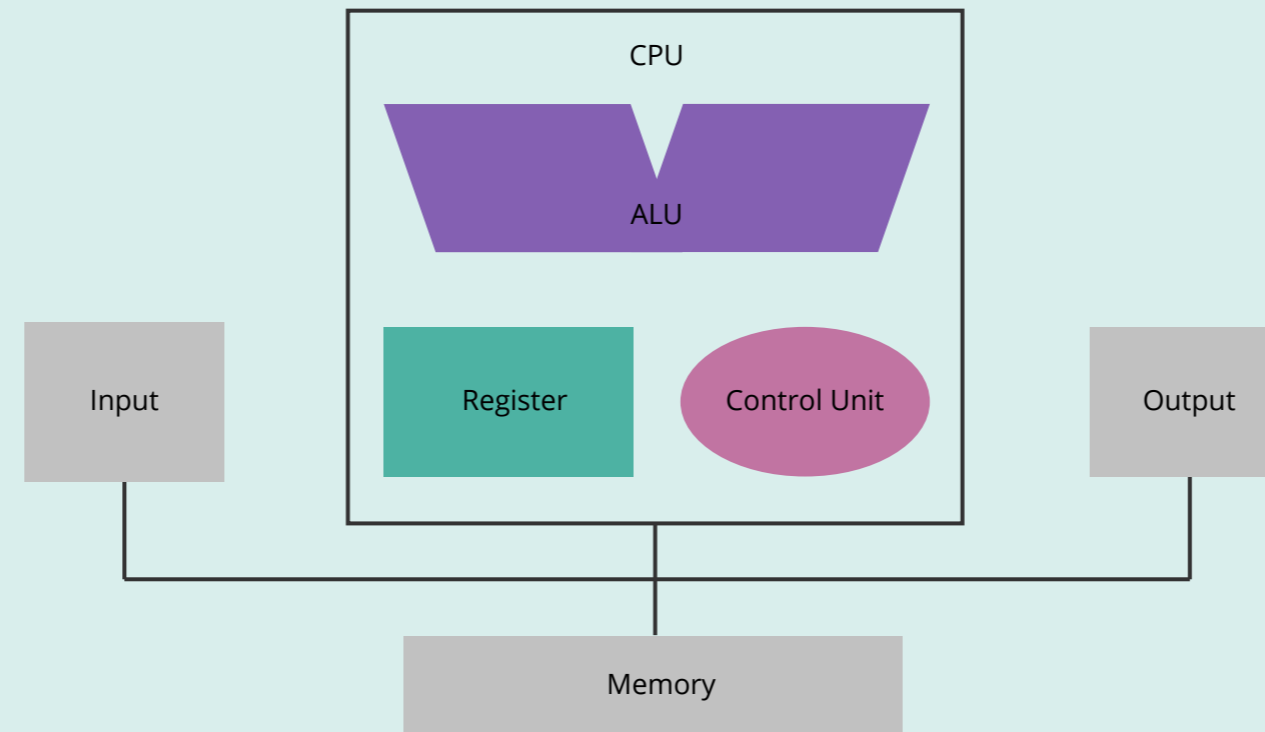 CPU
ALU
Input
Register
Control Unit
Output
Memory